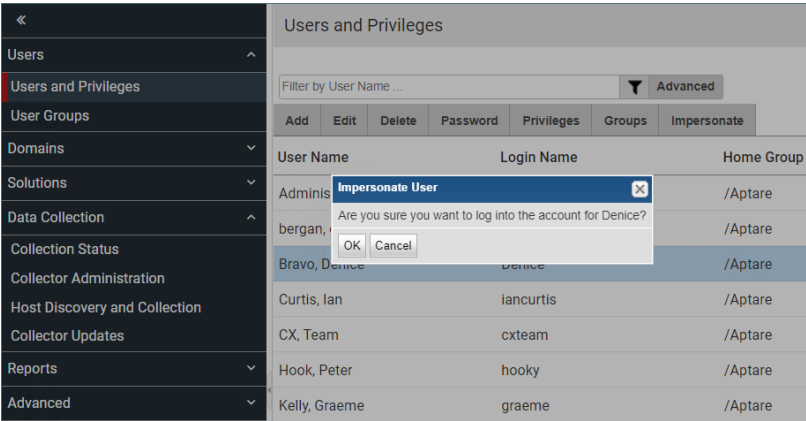 «
Users and Privileges
Users
Users and Privileges
User Groups
Domains
Solutions
Data Collection
Collection Status
Collector Administration
Host Discovery and Collection
Collector Updates
Reports
Advanced
Filter by User Name ...
Advanced
Add Edit Delete Password Privileges Groups Impersonate
User Name Login Name Home Group
Adminis /Aptare
bergan, /Aptare
Bravo, Denice Denice /Aptare
Curtis, Ian iancurtis /Aptare
CX, Team cxteam /Aptare
Hook, Peter hooky /Aptare
Kelly, Graeme graeme /Aptare
Impersonate User
Are you sure you want to log into the account for Denice?
OK Cancel